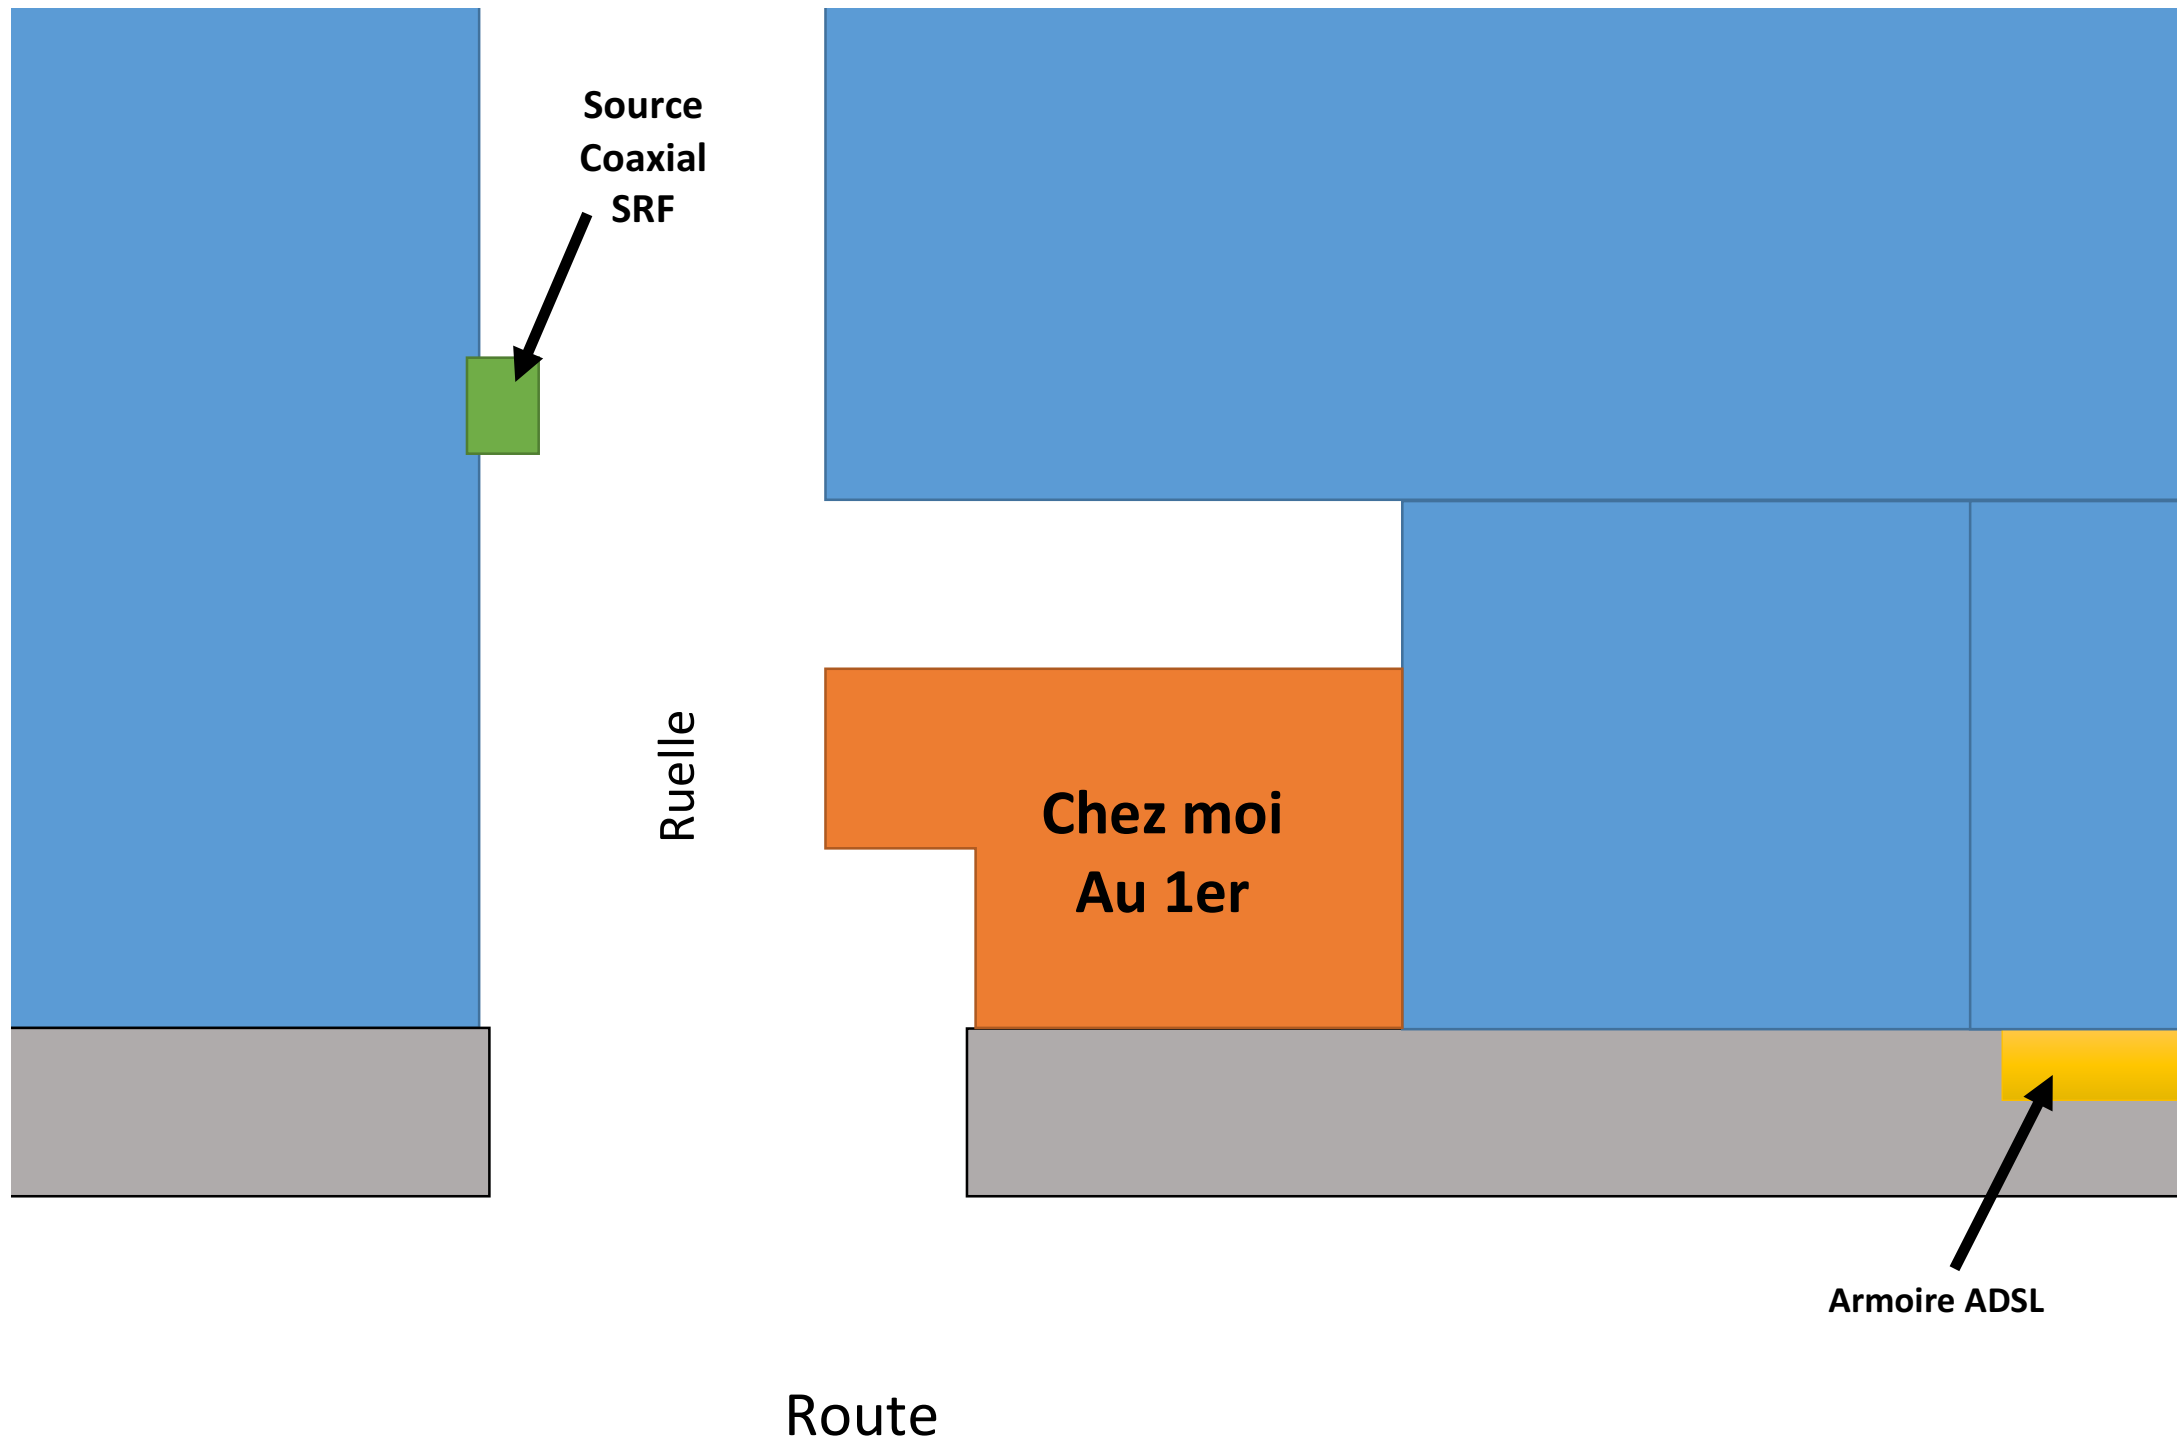 Source
Coaxial
SRF
Ruelle
Chez moi
Au 1er
Armoire ADSL
Route